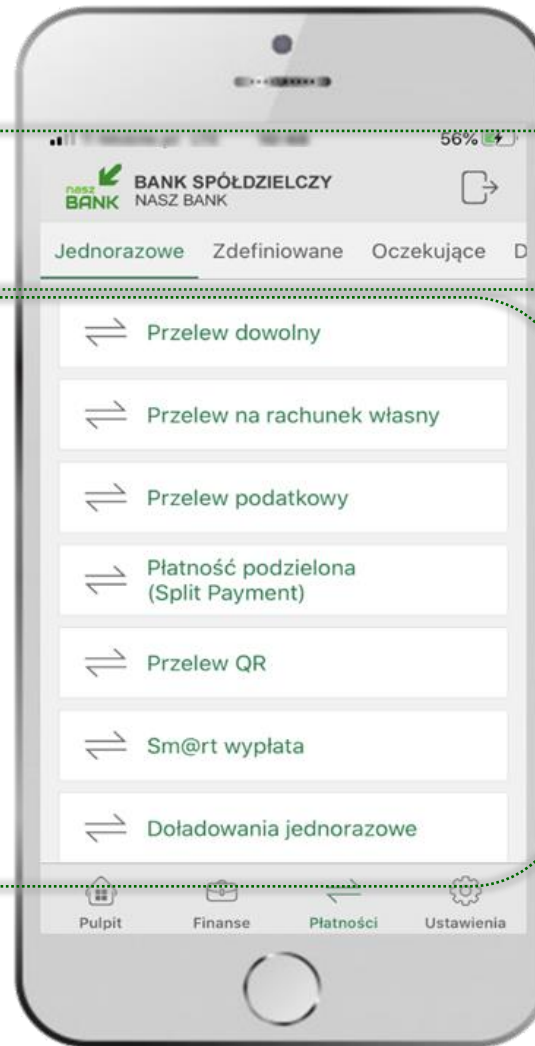 56%
nasz
BANK
BANK SPÓŁDZIELCZY
NASZ BANK
Jednorazowe Zdefiniowane Oczekujące D
Przelew dowolny
Przelew na rachunek własny
Przelew podatkowy
Płatność podzielona
(Split Payment)
Przelew QR
Sm@rt wypłata
Doładowania jednorazowe
Pulpit Finanse Płatności Ustawienia